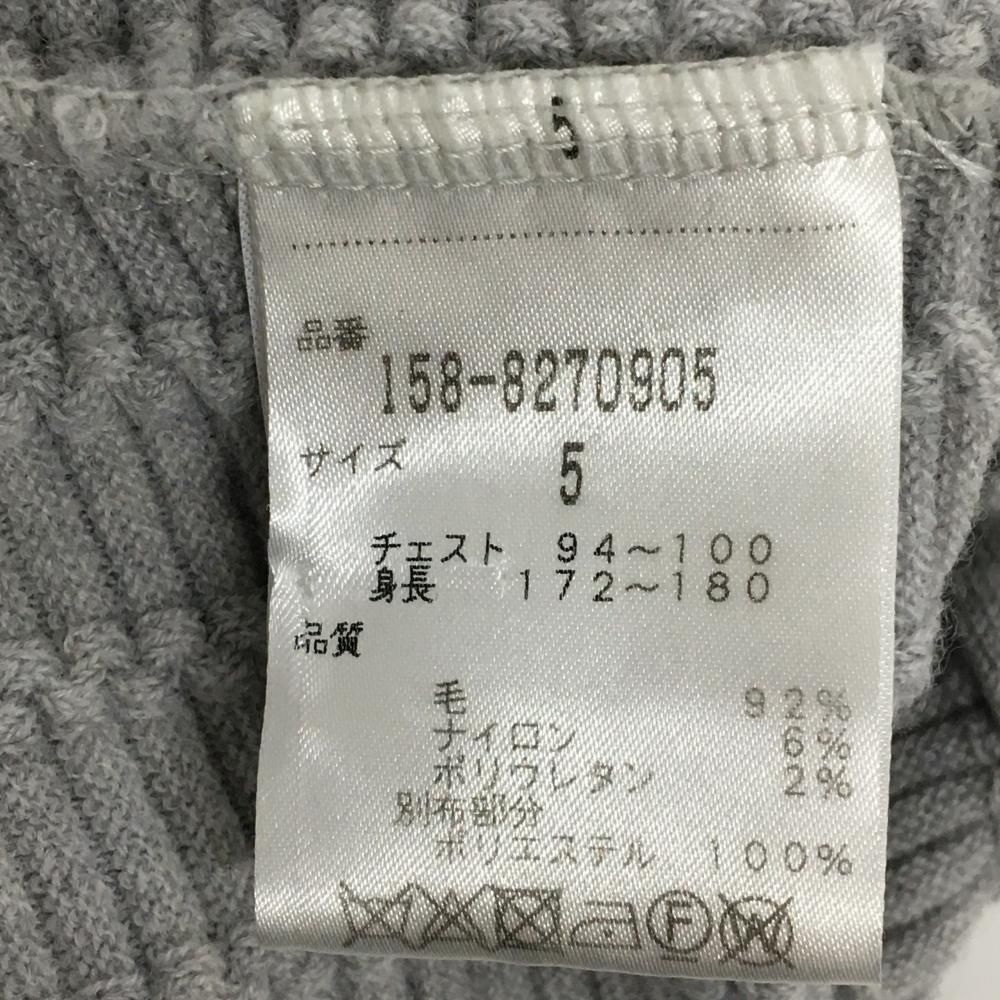 5
品番
158-8270905
サイズ 5
チェスト 94～100
身長 172～180
品質
毛 92%
ナイロン 6%
ポリウレタン 2%
別布部分
ポリエステル 100%
F W